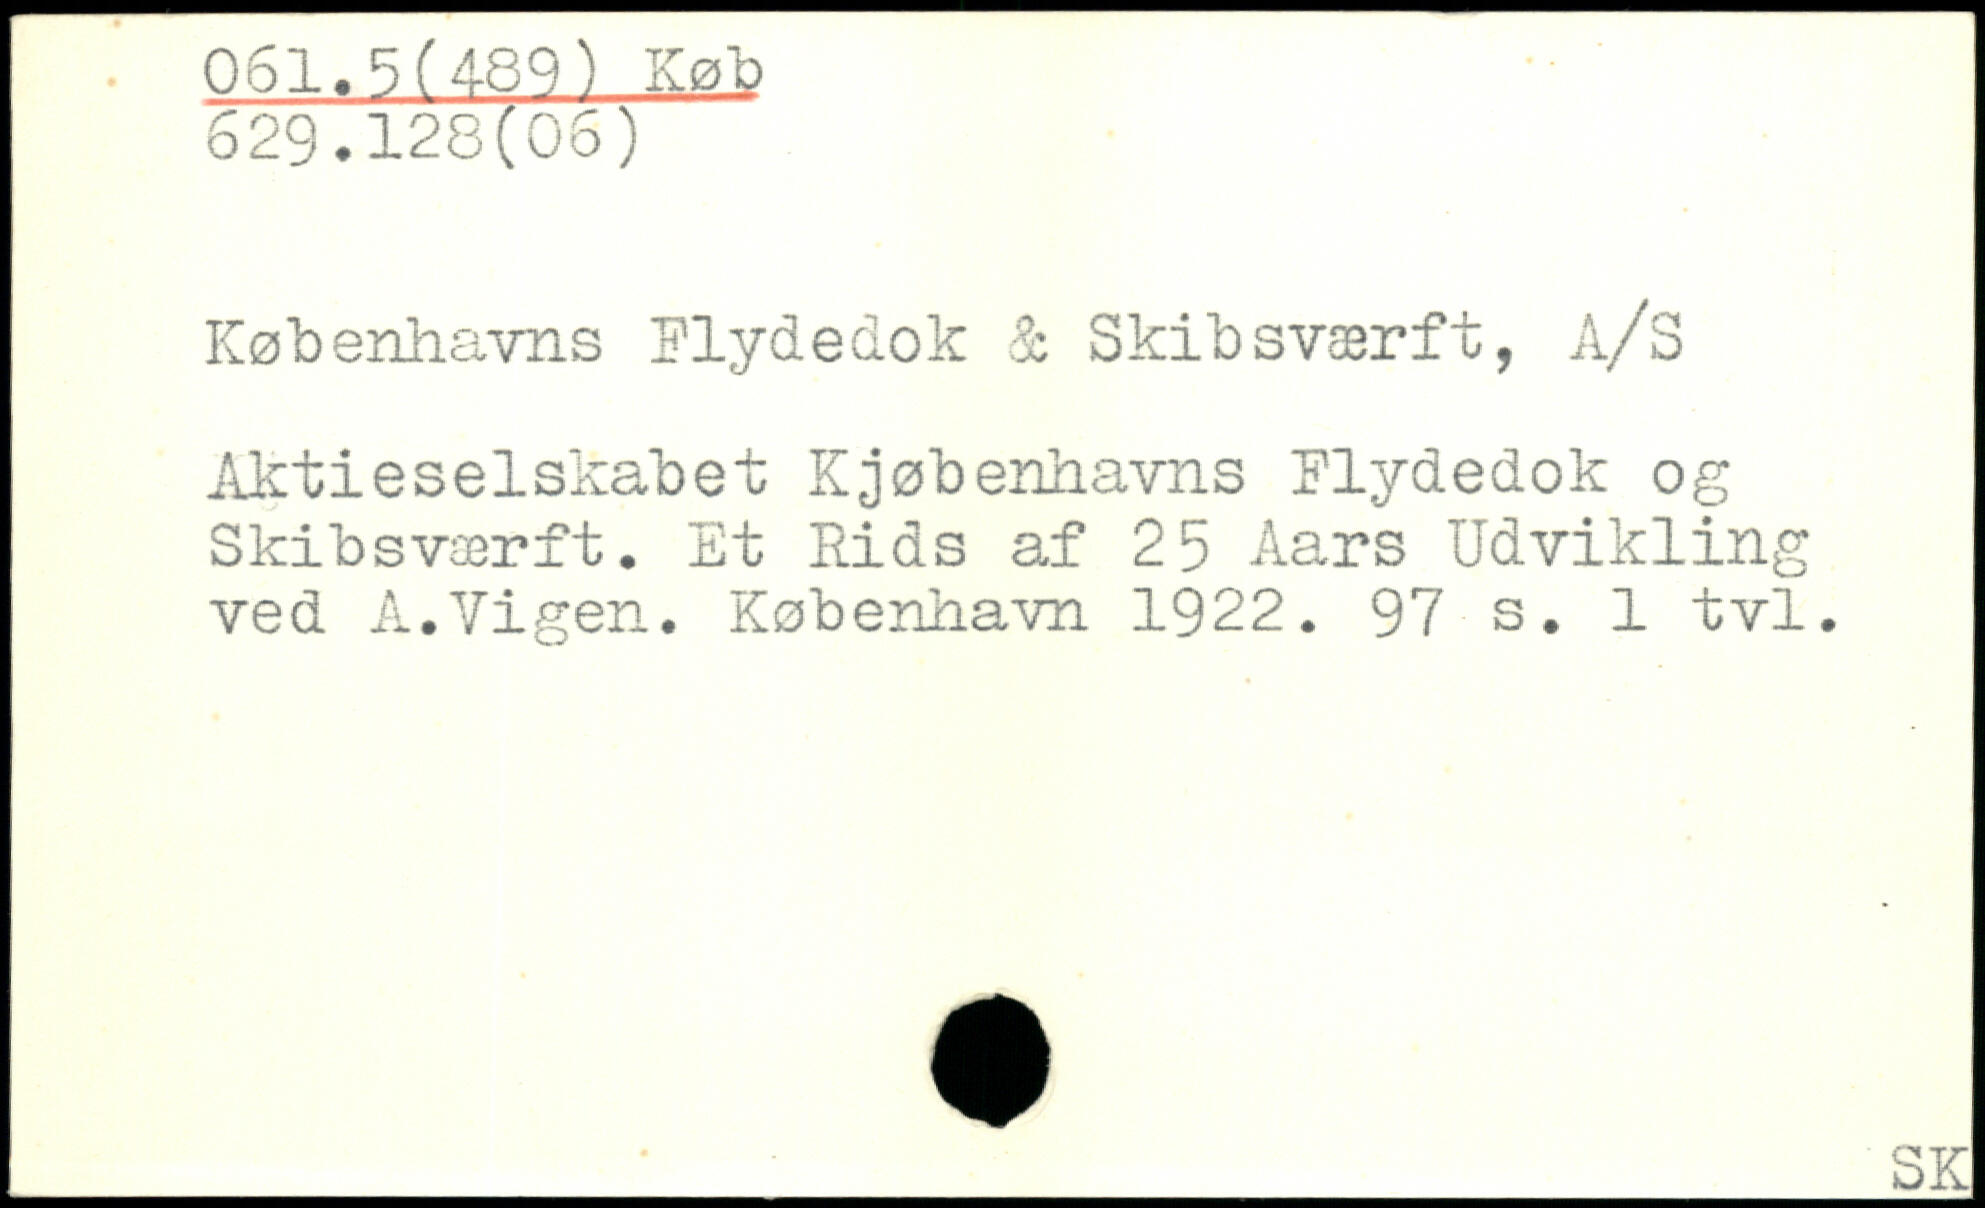 061.5(489) Køb
629.128(06)
Københavns Flydedok & Skibsværft, A/S
Aktieselskabet Kjøbenhavns Flydedok og
Skibsværft. Et Rids af 25 Aars Udvikling
ved A.Vigen. København 1922. 97 s. 1 tvl.
SK